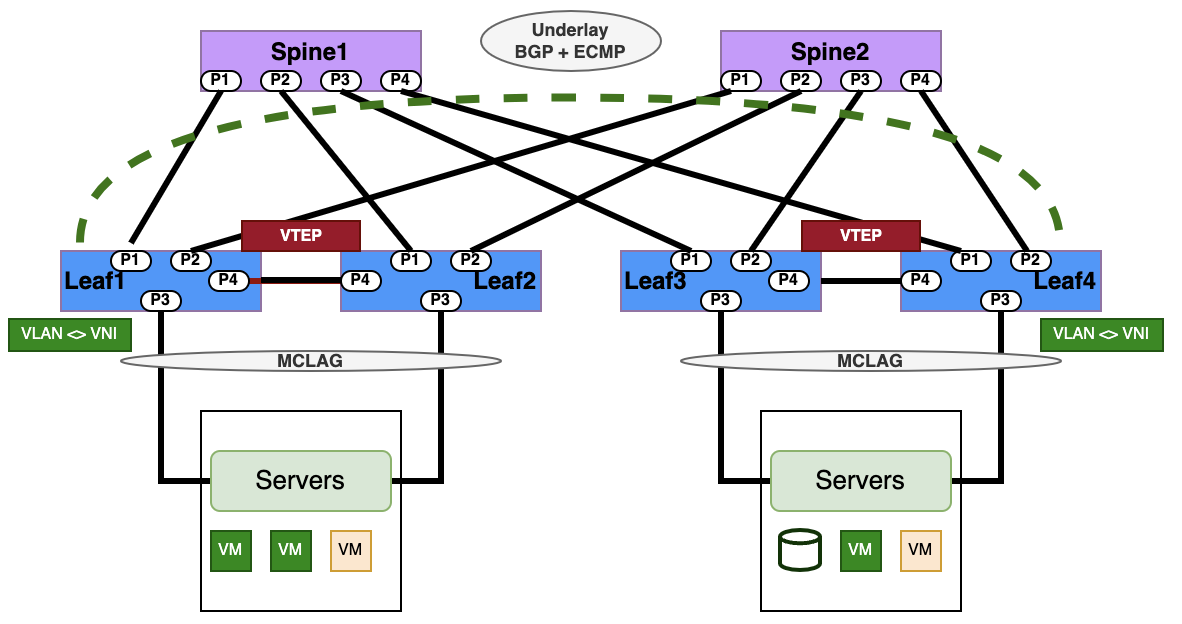 Underlay
BGP + ECMP
Spine1
Spine2
P1
P2
P3
P4
P1
P2
P3
P4
VTEP
VTEP
P1
P2
P1
P2
P1
P2
P1
P2
Leaf1
P4
P4
Leaf2
Leaf3
P4
P4
Leaf4
P3
P3
P3
P3
VLAN <> VNI
VLAN <> VNI
MCLAG
MCLAG
Servers
Servers
VM
VM
VM
VM
VM